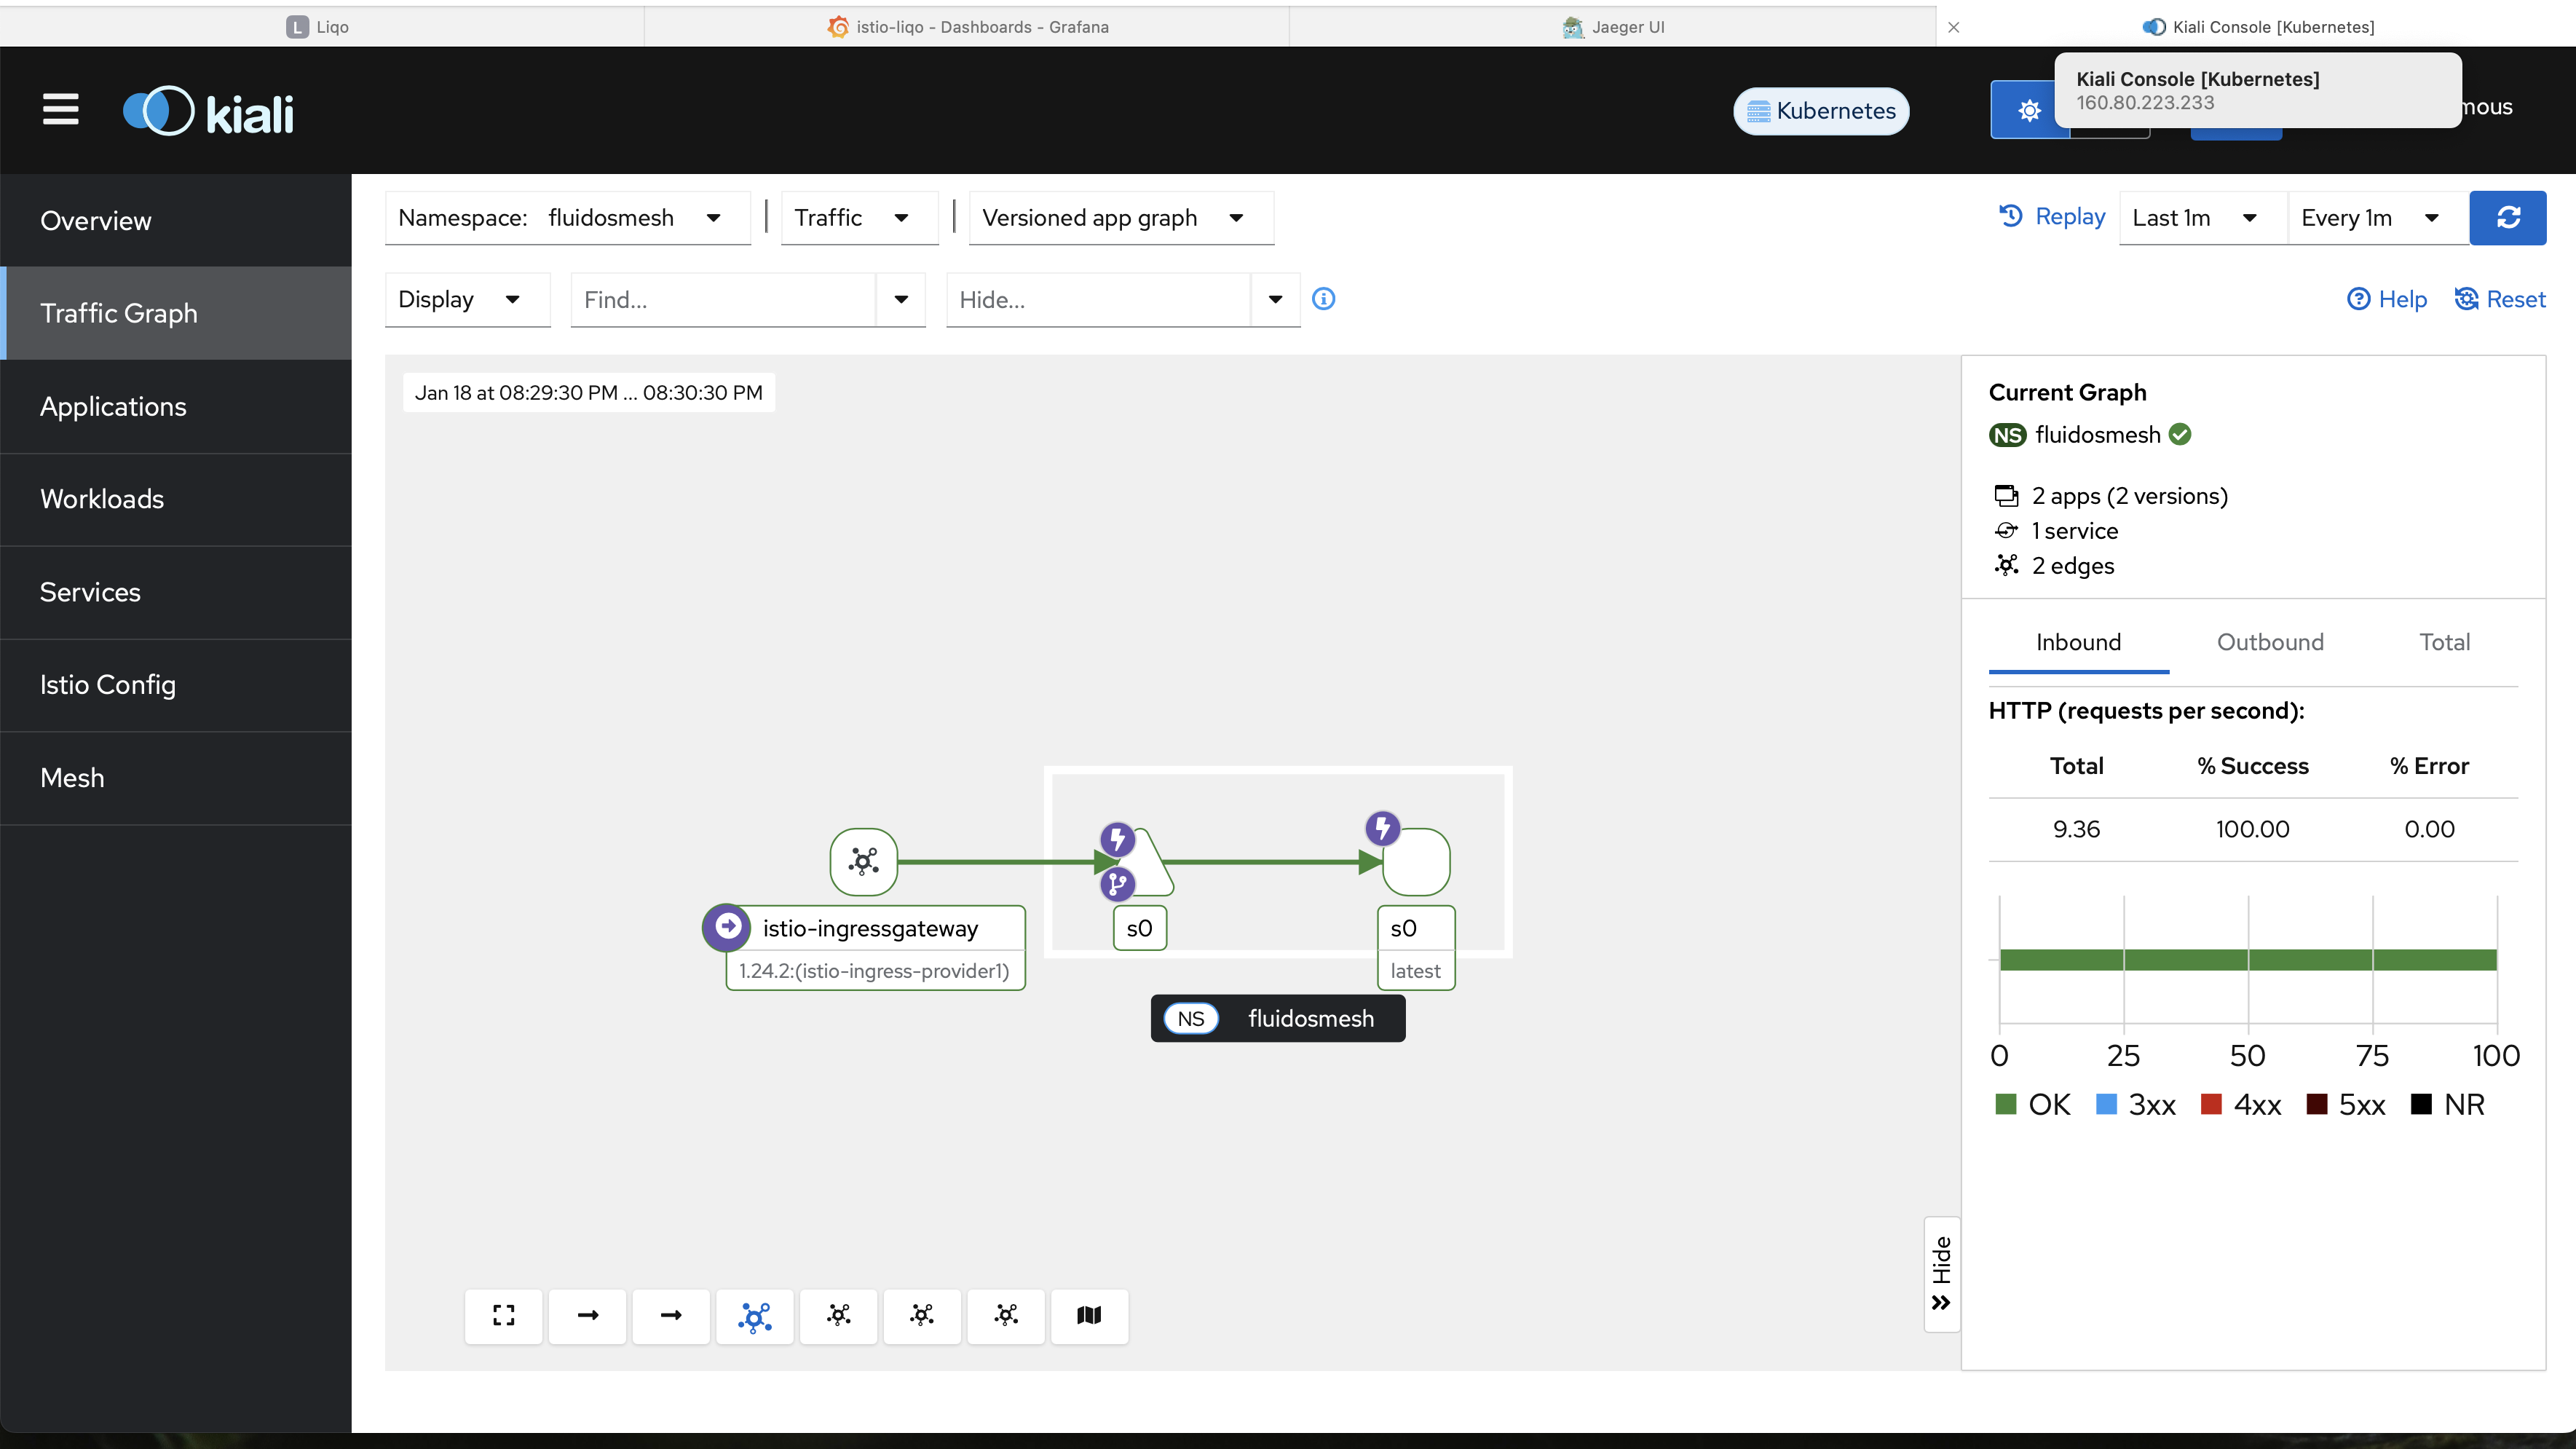 Liqo
istio-liqo - Dashboards - Grafana
Jaeger UI
Kiali Console [Kubernetes]
Kiali Console [Kubernetes]
160.80.223.233
kiali
Kubernetes
mous
Overview
Traffic Graph
Applications
Workloads
Services
Istio Config
Mesh
Namespace: fluidosmesh
Traffic
Versioned app graph
Replay
Last 1m
Every 1m
Display
Find...
Hide...
Help
Reset
Jan 18 at 08:29:30 PM ... 08:30:30 PM
istio-ingressgateway
1.24.2:(istio-ingress-provider1)
s0
s0
latest
NS fluidosmesh
Hide
Current Graph
NS fluidosmesh
2 apps (2 versions)
1 service
2 edges
Inbound Outbound Total
HTTP (requests per second):
Total % Success % Error
9.36 100.00 0.00
0 25 50 75 100
OK 3xx 4xx 5xx NR